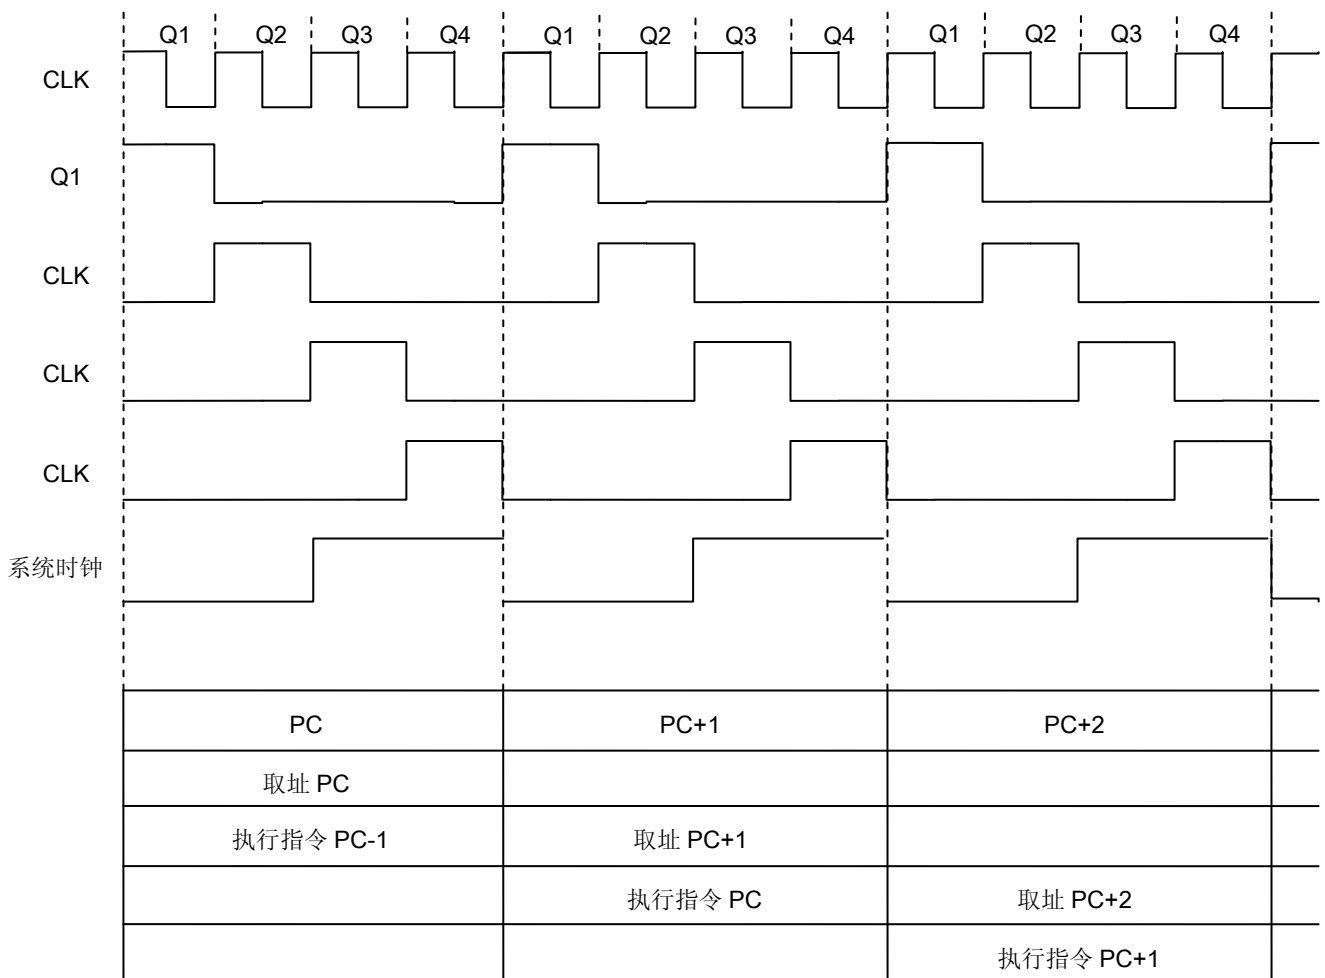 Q1 Q2 Q3 Q4 Q1 Q2 Q3 Q4 Q1 Q2 Q3 Q4
CLK
Q1
CLK
CLK
CLK
系统时钟
PC PC+1 PC+2
取址 PC
执行指令 PC-1 取址 PC+1
执行指令 PC 取址 PC+2
执行指令 PC+1